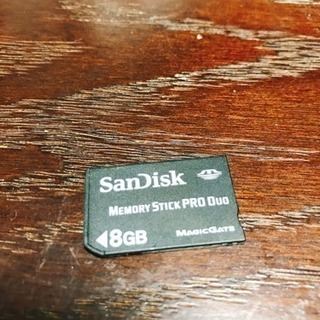 SanDisk
MEMORY STICK PRO DUO
8GB
MAGICGATE